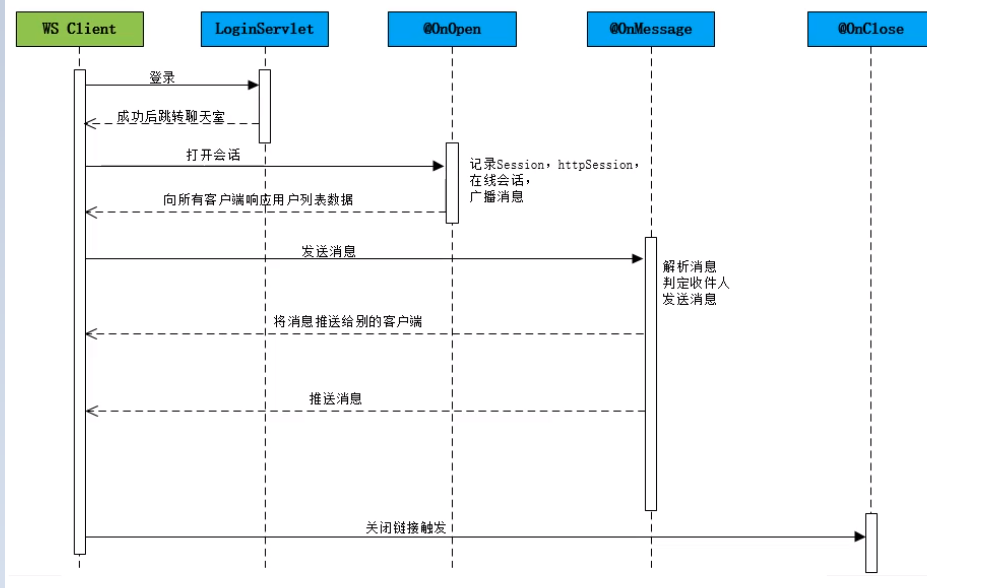 WS Client
LoginServlet
@OnOpen
@OnMessage
@OnClose
登录
成功后跳转聊天室
打开会话
记录Session，httpSession，
在线会话，
广播消息
向所有客户端响应用户列表数据
发送消息
解析消息
判定收件人
发送消息
将消息推送给别的客户端
推送消息
关闭链接触发